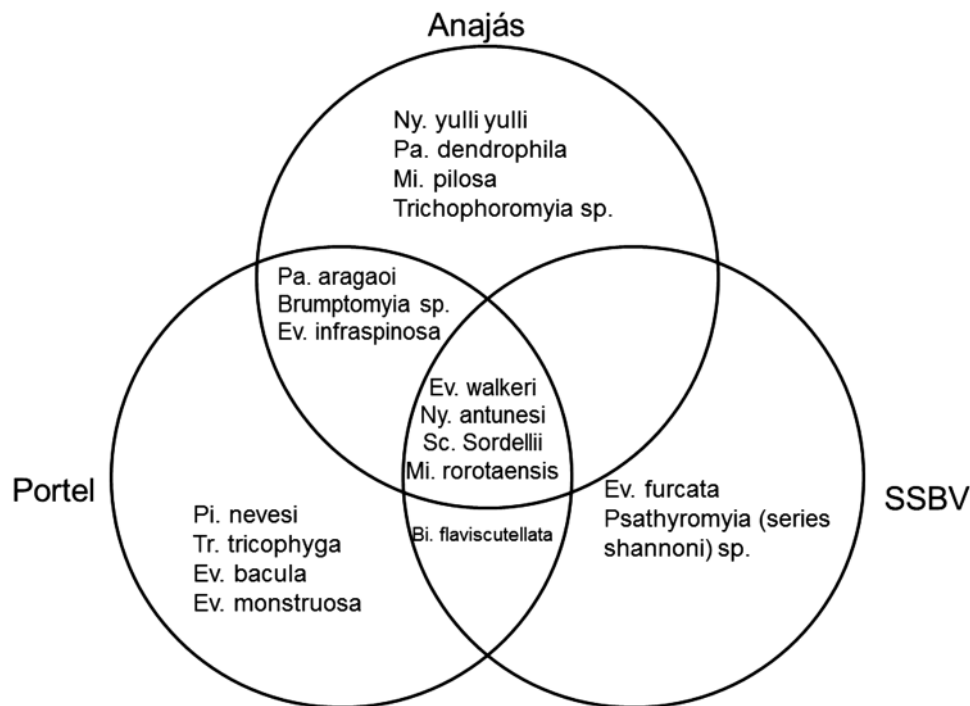 Anajás
Ny. yulli yulli
Pa. dendrophila
Mi. pilosa
Trichophoromyia sp.
Pa. aragaoi
Brumptomyia sp.
Ev. infraspinosa
Ev. walkeri
Ny. antunesi
Sc. Sordellii
Mi. rorotaensis
Portel
Pi. nevesi
Tr. tricophyga
Ev. bacula
Ev. monstruosa
Bi. flaviscutellata
Ev. furcata
Psathyromyia (series
shannoni) sp.
SSBV